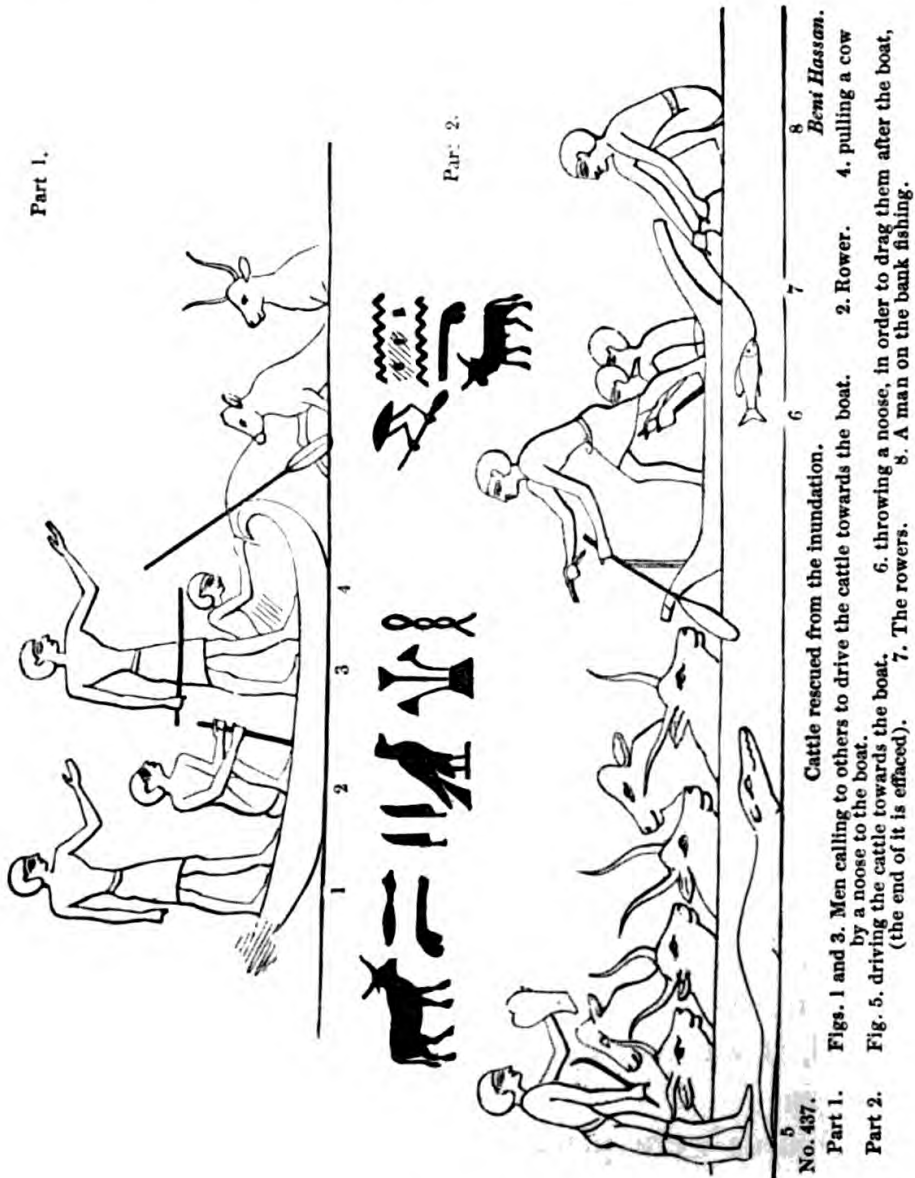 Part 1.
1 2 3 4
Part 2.
5 6 7 8
No. 437. Cattle rescued from the inundation. Beni Hassan.
Part 1. Figs. 1 and 3. Men calling to others to drive the cattle towards the boat. 2. Rower. 4. pulling a cow
by a noose to the boat.
Part 2. Fig. 5. driving the cattle towards the boat. 6. throwing a noose, in order to drag them after the boat,
(the end of it is effaced). 7. The rowers. 8. A man on the bank fishing.